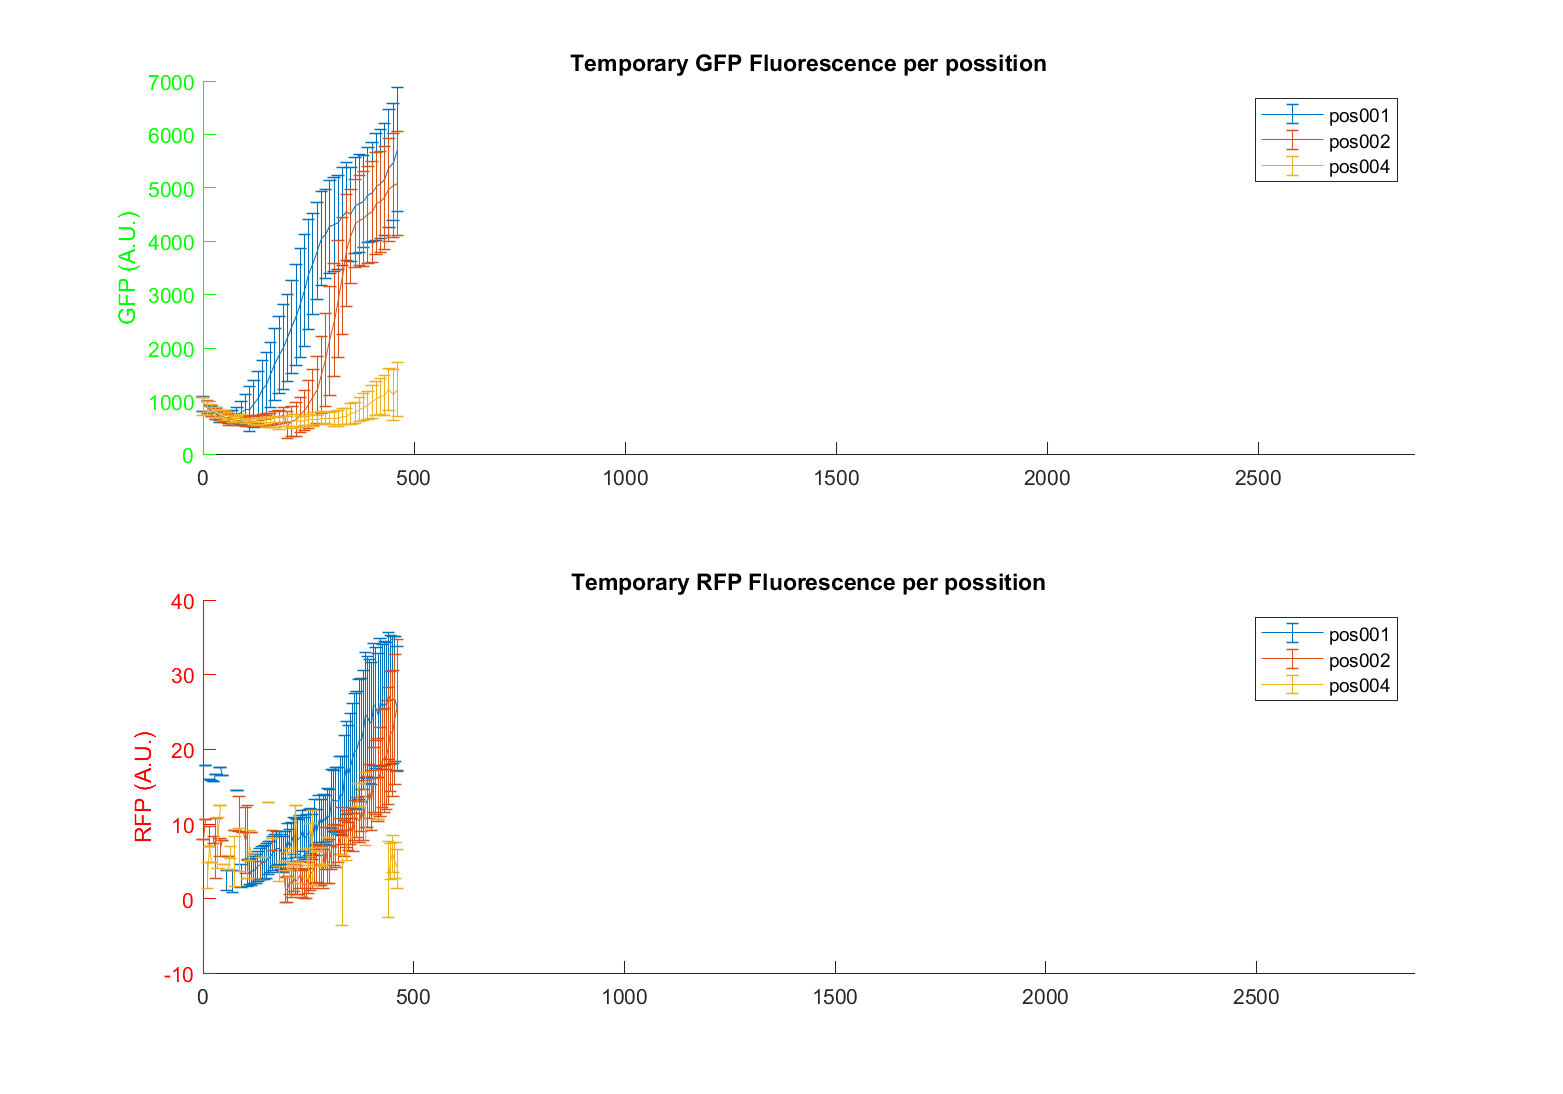 Temporary GFP Fluorescence per possition
7000
6000
5000
4000
3000
2000
1000
0
GFP (A.U.)
pos001
pos002
pos004
0 500 1000 1500 2000 2500
Temporary RFP Fluorescence per possition
40
30
20
10
0
-10
RFP (A.U.)
pos001
pos002
pos004
0 500 1000 1500 2000 2500